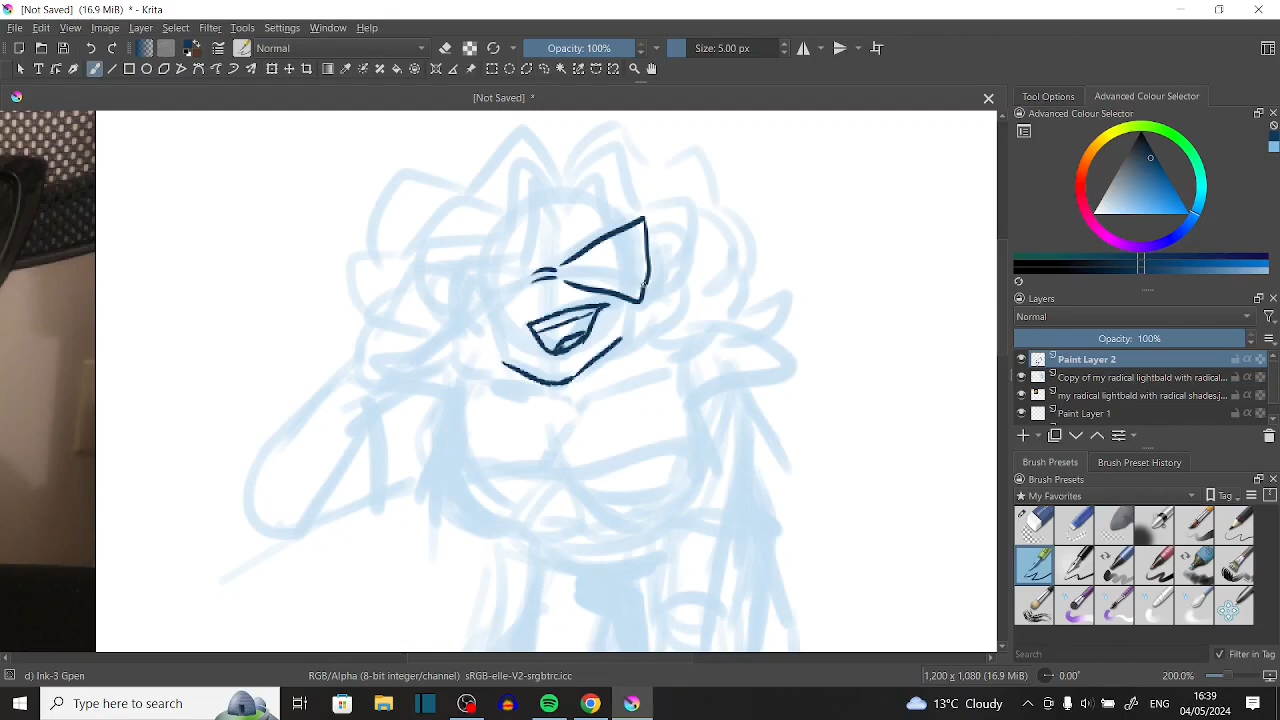 [Not Saved] (16.9 MiB) * - Krita
File Edit View Image Layer Select Filter Tools Settings Window Help
Normal Opacity: 100% Size: 5.00 px
[Not Saved] *
Tool Options Advanced Colour Selector
Advanced Colour Selector
Layers
Normal
Opacity: 100%
Paint Layer 2
Copy of my radical lightbald with radical...
my radical lightbald with radical shades.j...
Paint Layer 1
Brush Presets Brush Preset History
Brush Presets
★ My Favorites Tag
Search Filter in Tag
d) Ink-3 Gpen RGB/Alpha (8-bit integer/channel) sRGB-elle-V2-srgbtrc.icc 1,200 x 1,080 (16.9 MiB) 0.00° 200.0%
Type here to search 13°C Cloudy ENG 16:39
04/05/2024